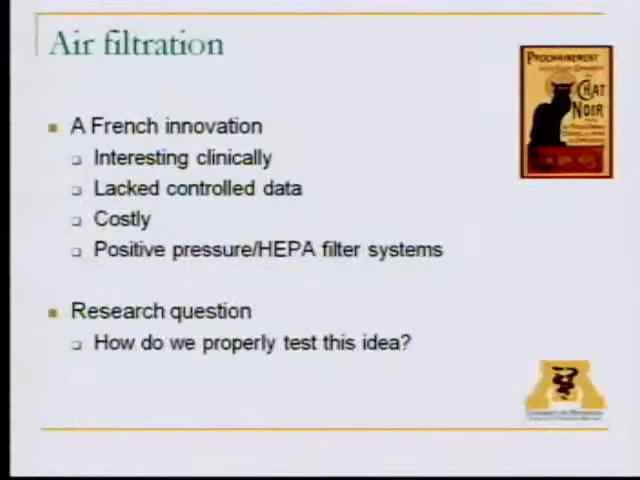 Air filtration
PROCHAINEMENT
CHAT
NOIR
A French innovation
Interesting clinically
Lacked controlled data
Costly
Positive pressure/HEPA filter systems
Research question
How do we properly test this idea?